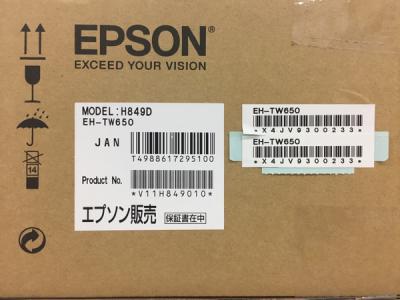 EPSON®
EXCEED YOUR VISION
MODEL:H849D
EH-TW650
JAN
T4988617295100
Product No.
*V11H849010*
エプソン販売 保証書在中
EH-TW650
*X4JV9300233*
EH-TW650
*X4JV9300233*
14